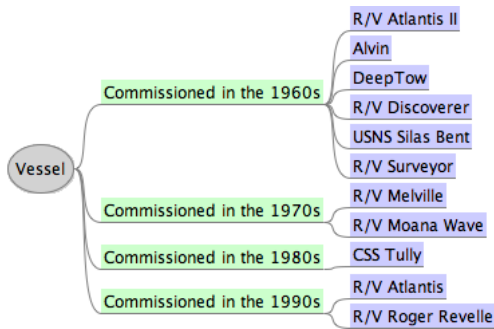 Vessel
Commissioned in the 1960s
R/V Atlantis II
Alvin
DeepTow
R/V Discoverer
USNS Silas Bent
R/V Surveyor
Commissioned in the 1970s
R/V Melville
R/V Moana Wave
Commissioned in the 1980s
CSS Tully
Commissioned in the 1990s
R/V Atlantis
R/V Roger Revelle